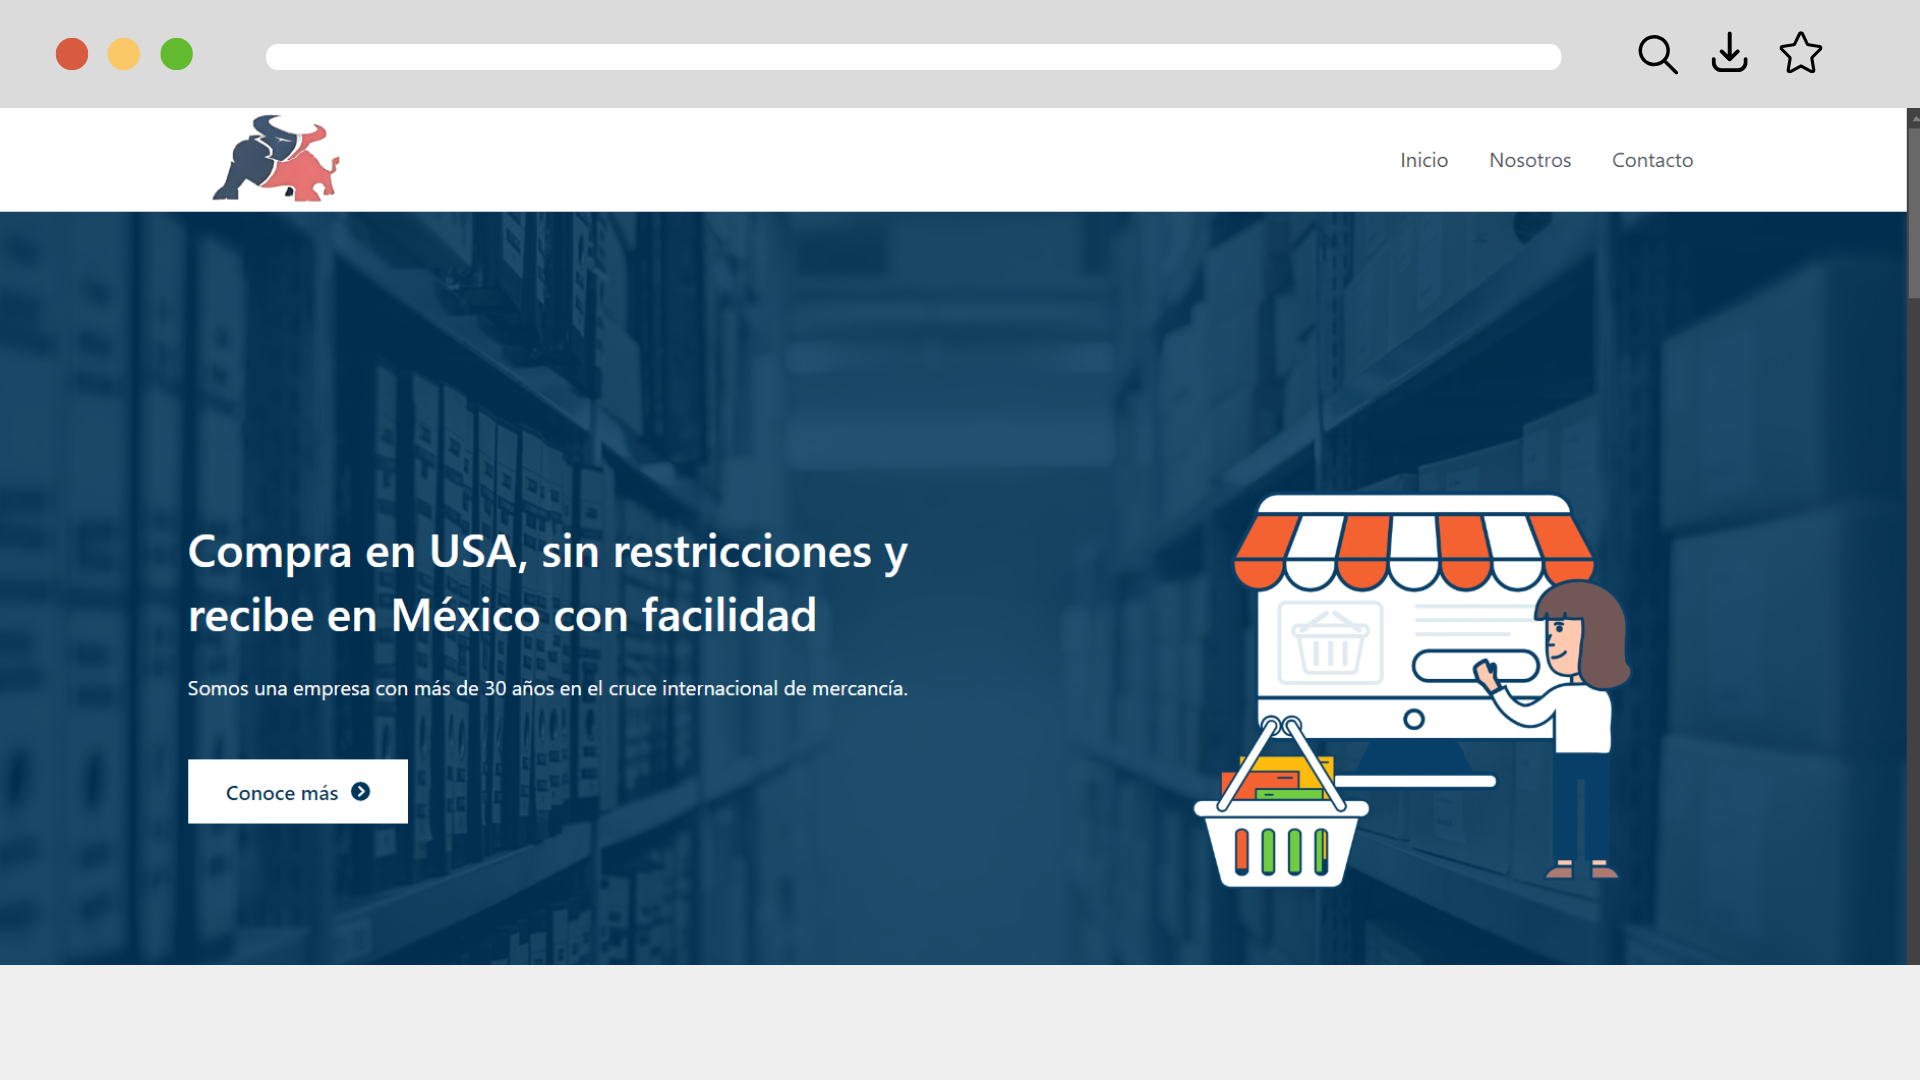 Inicio Nosotros Contacto
Compra en USA, sin restricciones y
recibe en México con facilidad
Somos una empresa con más de 30 años en el cruce internacional de mercancía.
Conoce más